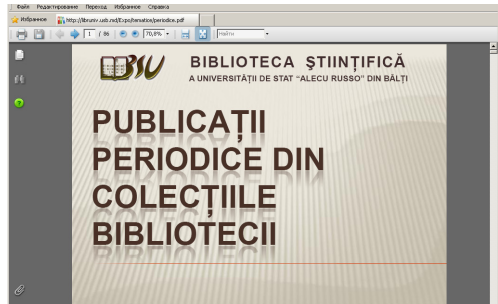 Файл Редактирование Переход Избранное Справка
Избранное http://libruniv.usb.md/Expo/tematice/periodice.pdf
1 / 86 70,8% Найти
BSU BIBLIOTECA ŞTIINŢIFICĂ
A UNIVERSITĂŢII DE STAT "ALECU RUSSO" DIN BĂLŢI
PUBLICAŢII
PERIODICE DIN
COLECŢIILE
BIBLIOTECII